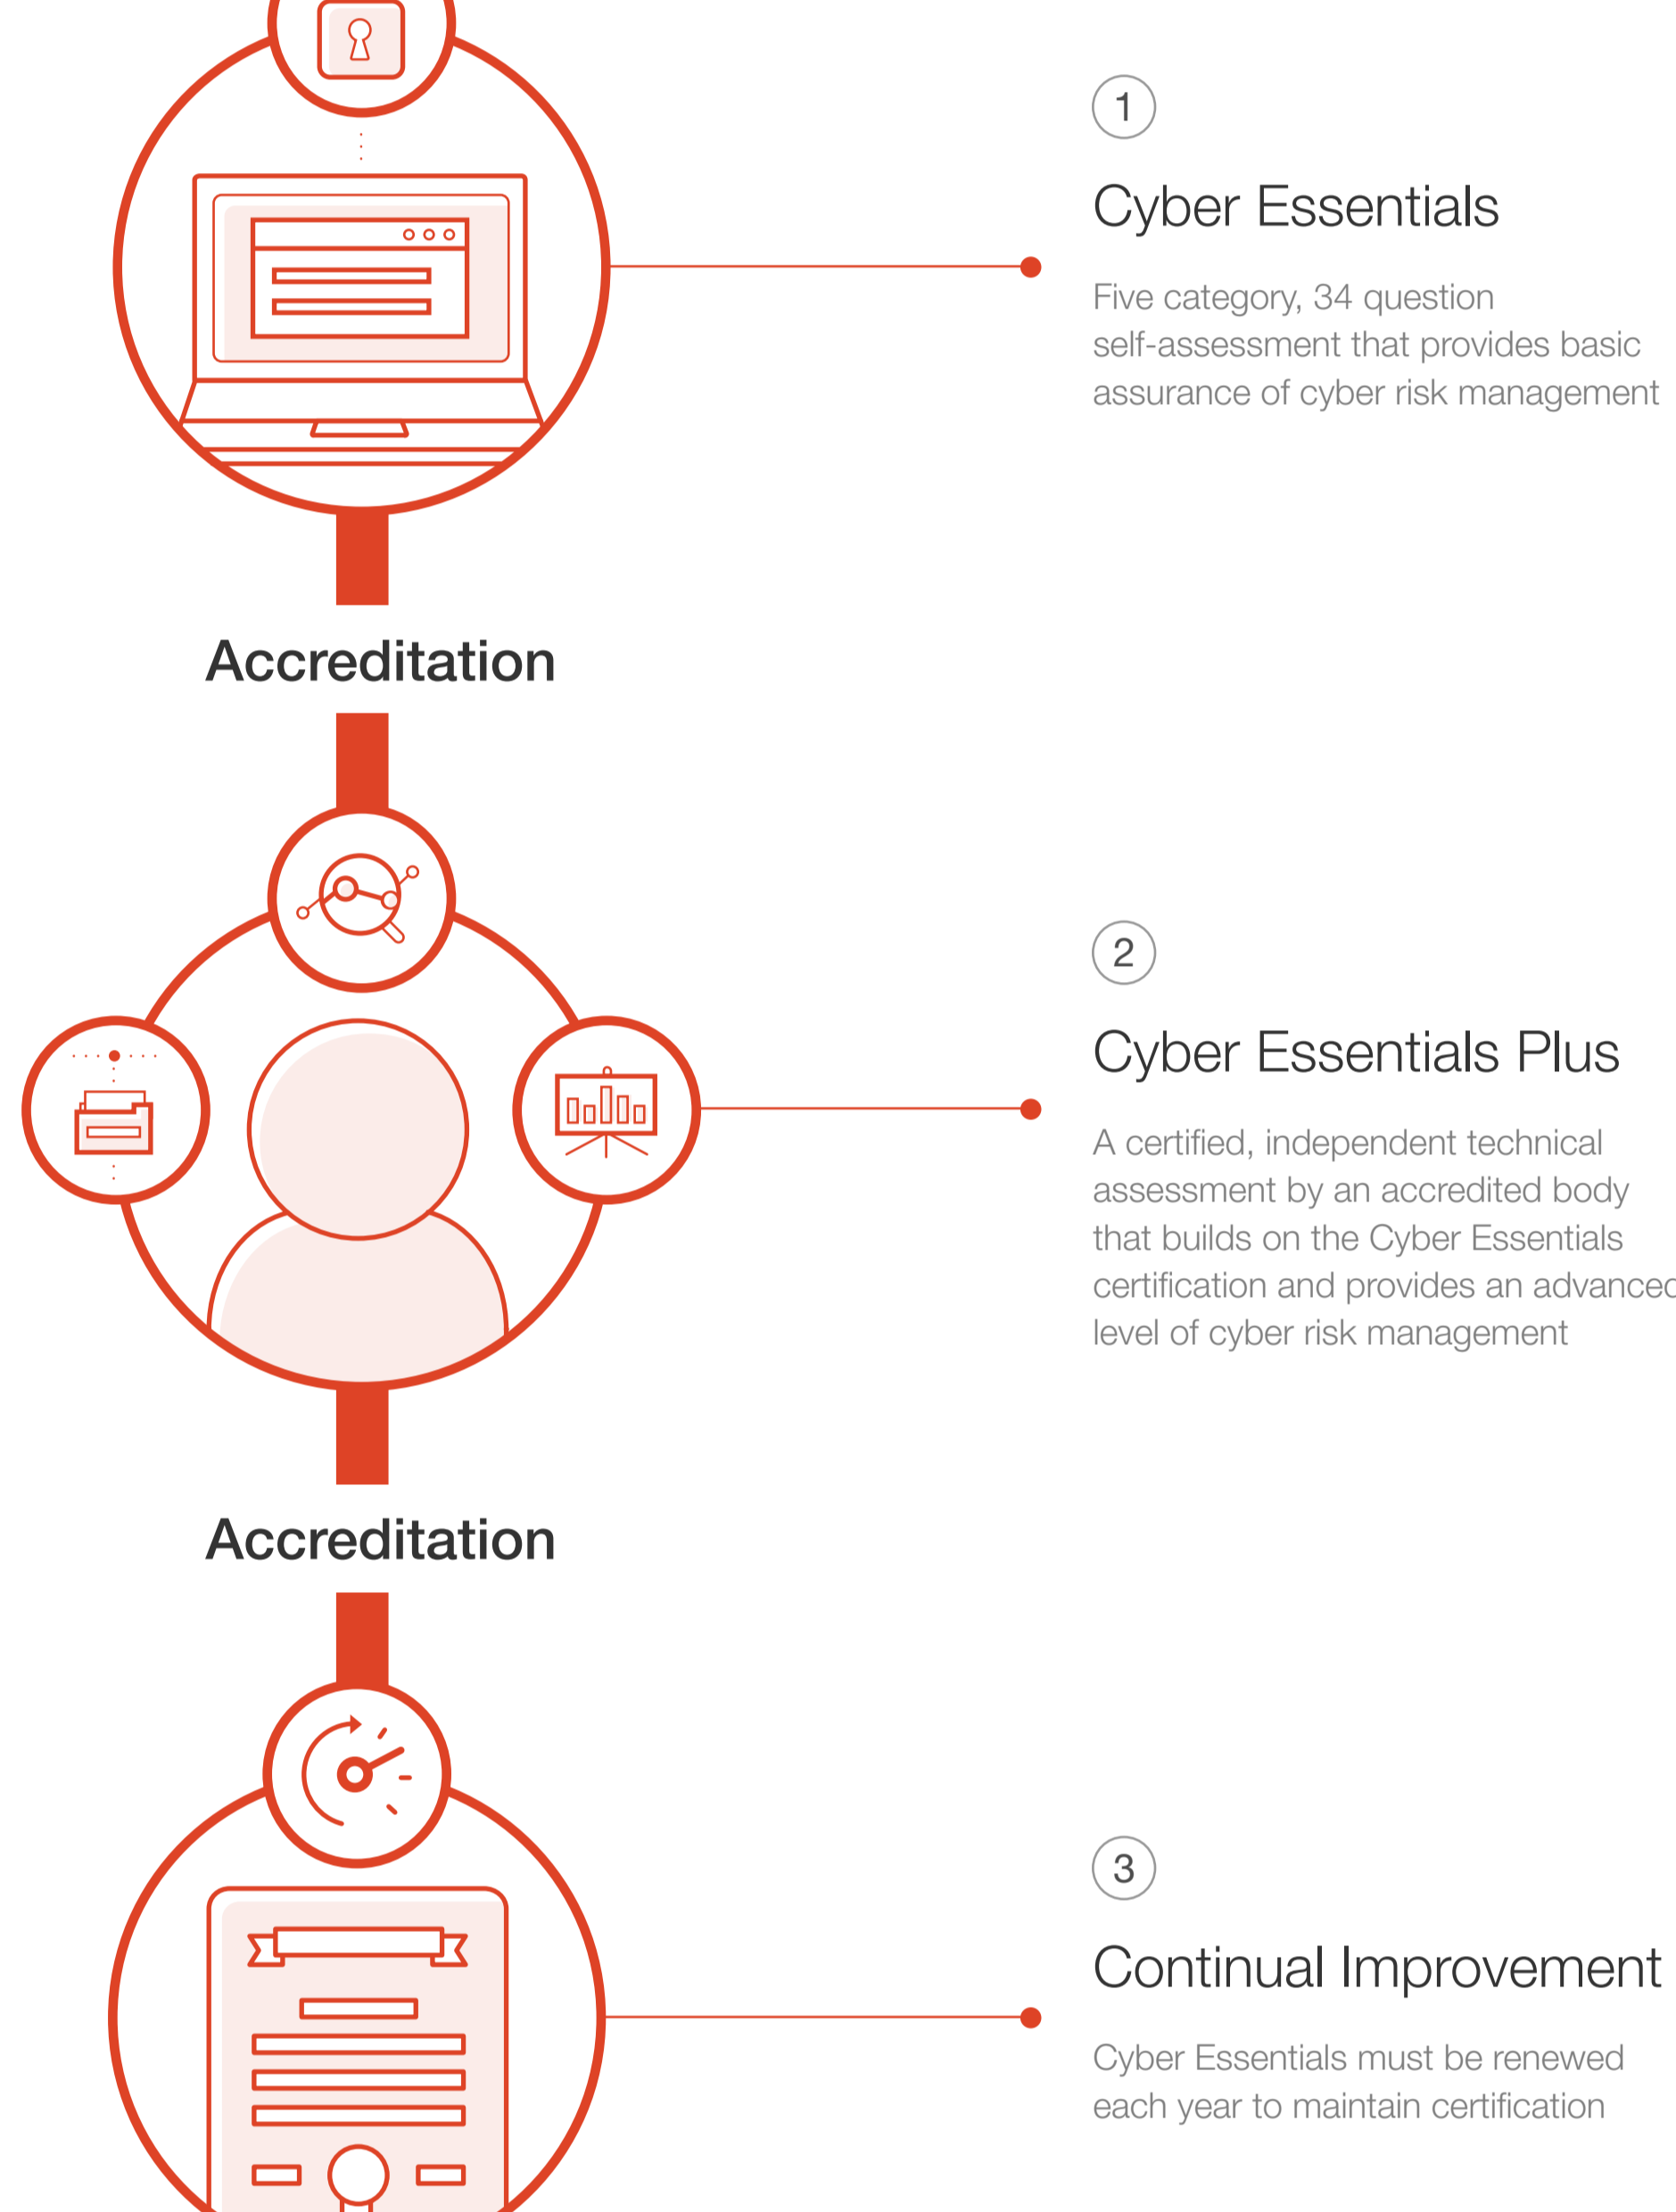 1
Cyber Essentials
Five category, 34 question
self-assessment that provides basic
assurance of cyber risk management
Accreditation
2
Cyber Essentials Plus
A certified, independent technical
assessment by an accredited body
that builds on the Cyber Essentials
certification and provides an advanced
level of cyber risk management
Accreditation
3
Continual Improvement
Cyber Essentials must be renewed
each year to maintain certification